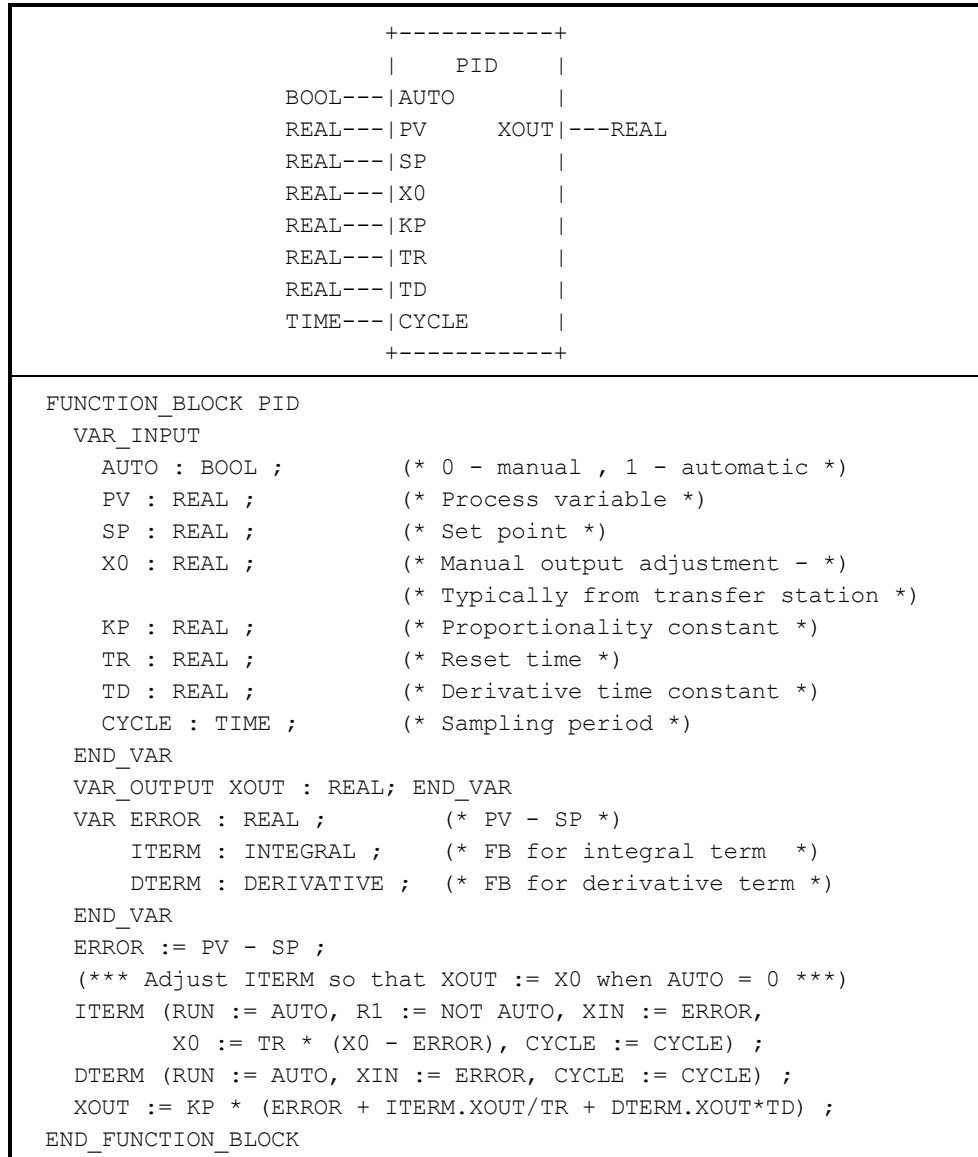 +-----------+
|    PID    |
BOOL---|AUTO       |
REAL---|PV     XOUT|---REAL
REAL---|SP         |
REAL---|X0         |
REAL---|KP         |
REAL---|TR         |
REAL---|TD         |
TIME---|CYCLE      |
+-----------+
FUNCTION_BLOCK PID
VAR_INPUT
AUTO : BOOL ;        (* 0 - manual , 1 - automatic *)
PV : REAL ;          (* Process variable *)
SP : REAL ;          (* Set point *)
X0 : REAL ;          (* Manual output adjustment - *)
(* Typically from transfer station *)
KP : REAL ;          (* Proportionality constant *)
TR : REAL ;          (* Reset time *)
TD : REAL ;          (* Derivative time constant *)
CYCLE : TIME ;       (* Sampling period *)
END_VAR
VAR_OUTPUT XOUT : REAL; END_VAR
VAR ERROR : REAL ;        (* PV - SP *)
ITERM : INTEGRAL ;    (* FB for integral term  *)
DTERM : DERIVATIVE ;  (* FB for derivative term *)
END_VAR
ERROR := PV - SP ;
(*** Adjust ITERM so that XOUT := X0 when AUTO = 0 ***)
ITERM (RUN := AUTO, R1 := NOT AUTO, XIN := ERROR,
X0 := TR * (X0 - ERROR), CYCLE := CYCLE) ;
DTERM (RUN := AUTO, XIN := ERROR, CYCLE := CYCLE) ;
XOUT := KP * (ERROR + ITERM.XOUT/TR + DTERM.XOUT*TD) ;
END_FUNCTION_BLOCK